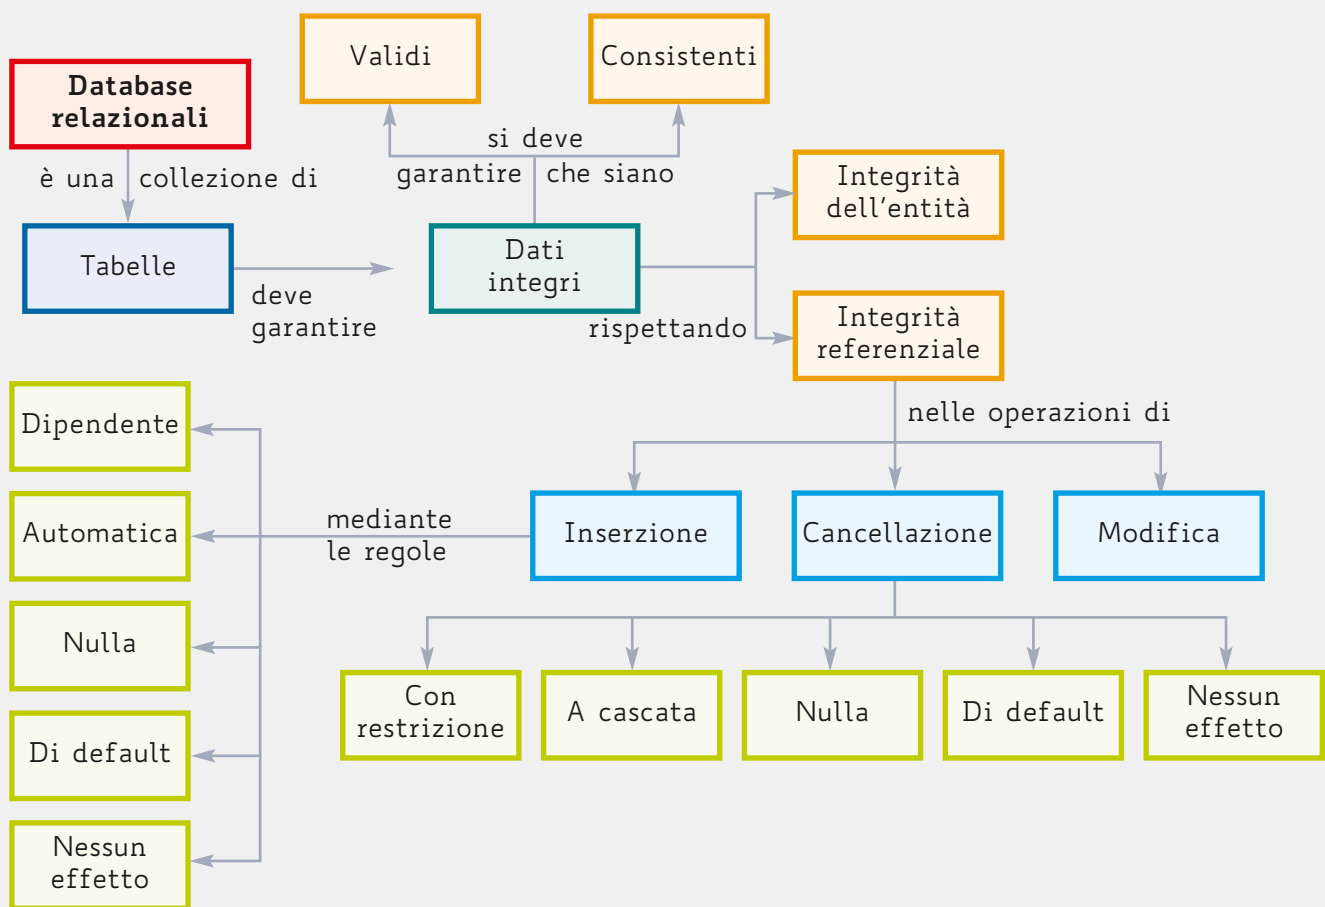 Database
relazionali
è una collezione di
Tabelle
deve
garantire
Validi
Consistenti
si deve
garantire che siano
Dati
integri
rispettando
Integrità
dell'entità
Integrità
referenziale
nelle operazioni di
Inserzione
Cancellazione
Modifica
mediante
le regole
Dipendente
Automatica
Nulla
Di default
Nessun
effetto
Con
restrizione
A cascata
Nulla
Di default
Nessun
effetto